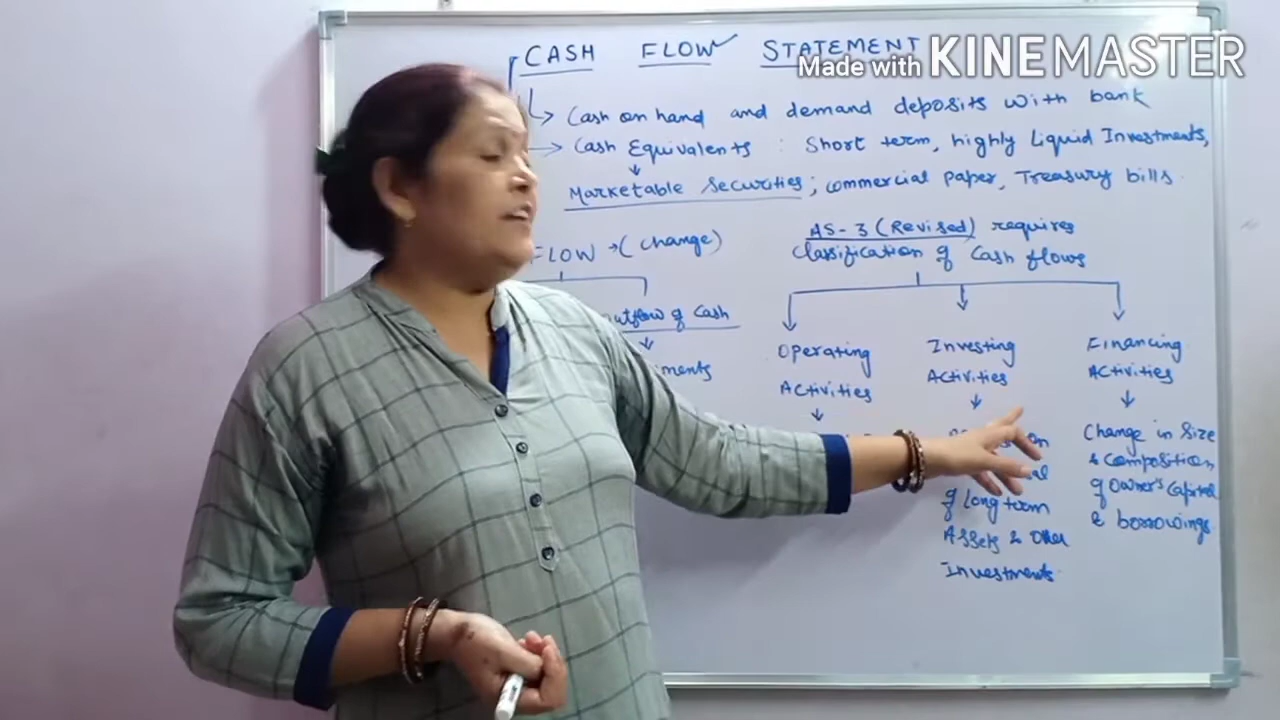 CASH FLOW STATEMENT
Made with KINEMASTER
→ Cash on hand and demand deposits with bank
→ Cash Equivalents : Short term, highly Liquid Investments,
Marketable Securities; commercial paper, Treasury bills
FLOW → (change)
AS-3 (Revised) requires
classification of Cash flows
utflow of Cash
ments
Operating
Activities
Investing
Activities
of long term
Assets & other
Investments
Financing
Activities
Change in Size
& composition
of owner's Capital
& borrowings